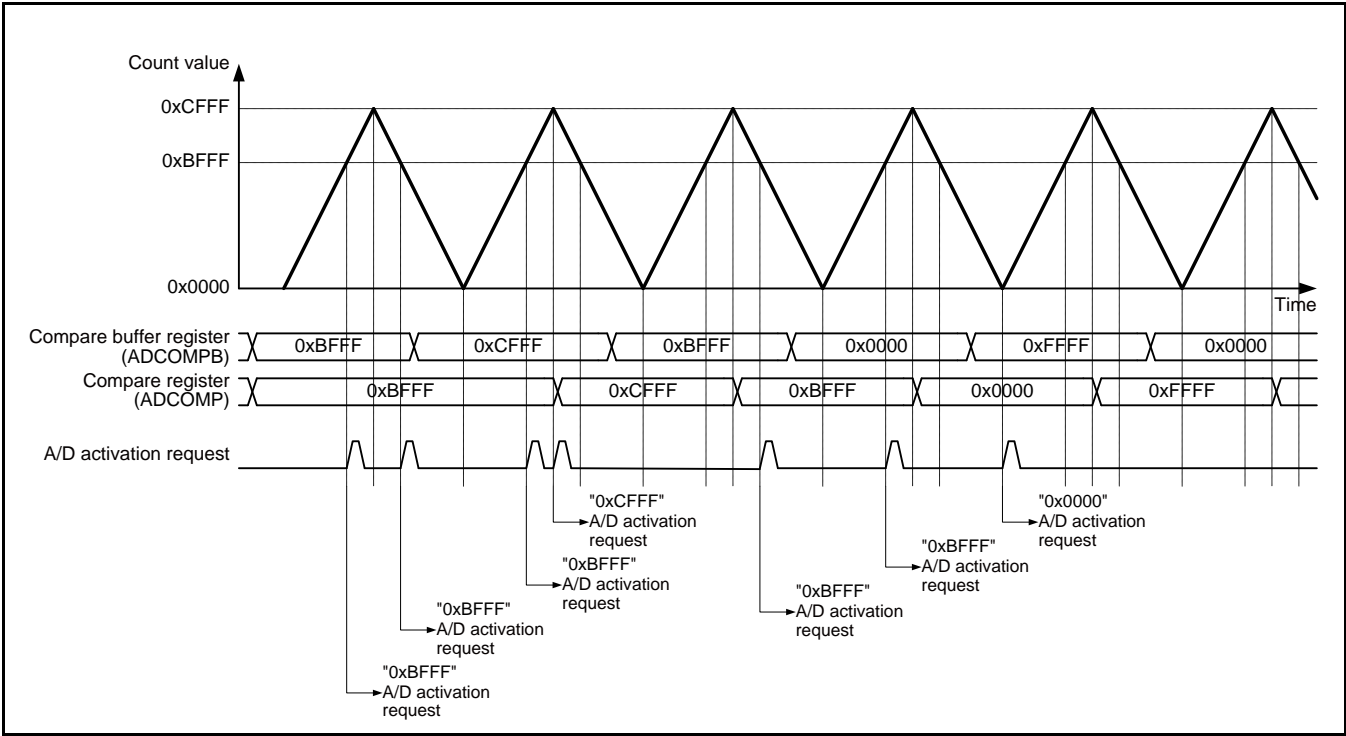 Count value
0xCFFF
0xBFFF
0x0000
Time
Compare buffer register
(ADCOMPB)
0xBFFF
0xCFFF
0xBFFF
0x0000
0xFFFF
0x0000
Compare register
(ADCOMP)
0xBFFF
0xCFFF
0xBFFF
0x0000
0xFFFF
A/D activation request
"0xCFFF"
A/D activation
request
"0x0000"
A/D activation
request
"0xBFFF"
A/D activation
request
"0xBFFF"
A/D activation
request
"0xBFFF"
A/D activation
request
"0xBFFF"
A/D activation
request
"0xBFFF"
A/D activation
request